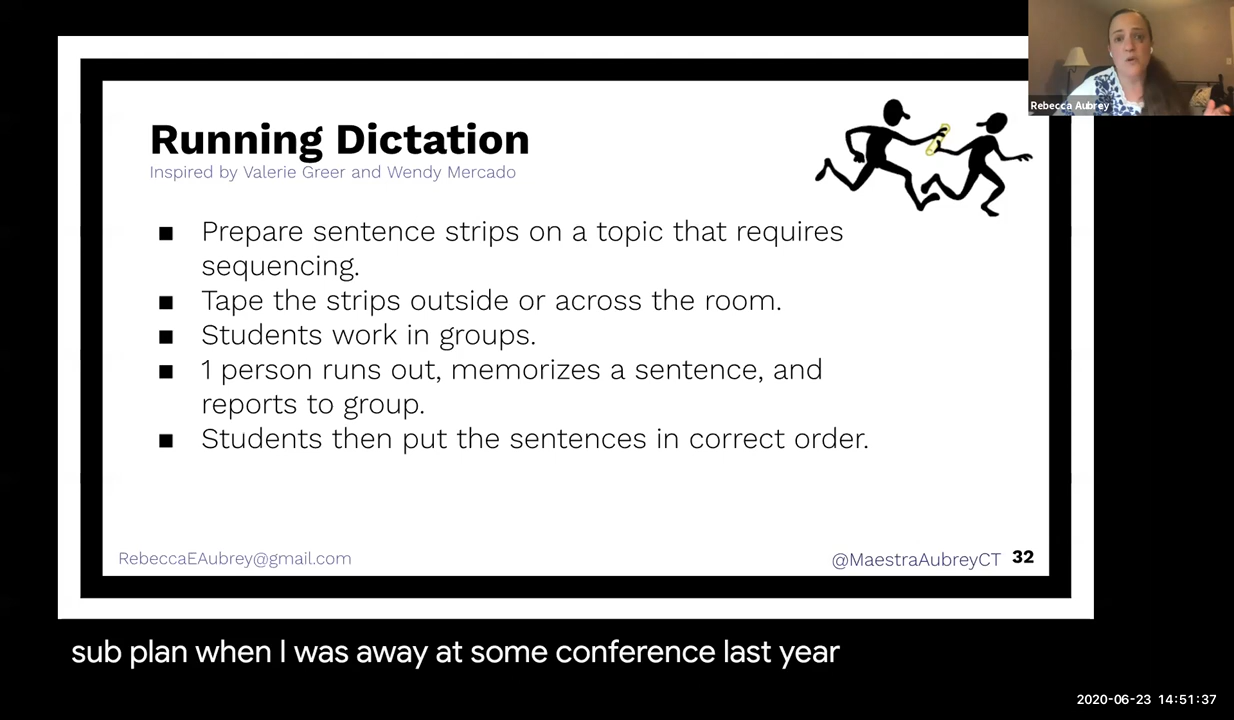 Rebecca Aubrey
Running Dictation
Inspired by Valerie Greer and Wendy Mercado
■ Prepare sentence strips on a topic that requires
sequencing.
■ Tape the strips outside or across the room.
■ Students work in groups.
■ 1 person runs out, memorizes a sentence, and
reports to group.
■ Students then put the sentences in correct order.
RebeccaEAubrey@gmail.com
@MaestraAubreyCT 32
sub plan when I was away at some conference last year
2020-06-23 14:51:37